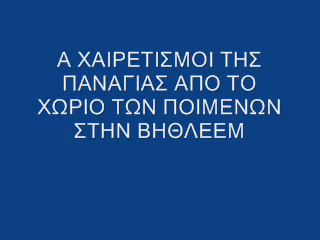 Α ΧΑΙΡΕΤΙΣΜΟΙ ΤΗΣ
ΠΑΝΑΓΙΑΣ ΑΠΟ ΤΟ
ΧΩΡΙΟ ΤΩΝ ΠΟΙΜΕΝΩΝ
ΣΤΗΝ ΒΗΘΛΕΕΜ